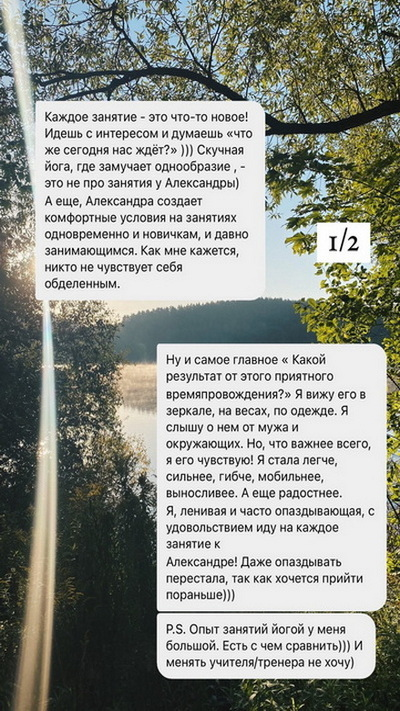 Каждое занятие - это что-то новое!
Идешь с интересом и думаешь «что
же сегодня нас ждёт?» ))) Скучная
йога, где замучает однообразие , -
это не про занятия у Александры)
А еще, Александра создает
комфортные условия на занятиях
одновременно и новичкам, и давно
занимающимся. Как мне кажется,
никто не чувствует себя
обделенным.
1/2
Ну и самое главное « Какой
результат от этого приятного
времяпровождения?» Я вижу его в
зеркале, на весах, по одежде. Я
слышу о нем от мужа и
окружающих. Но, что важнее всего,
я его чувствую! Я стала легче,
сильнее, гибче, мобильнее,
выносливее. А еще радостнее.
Я, ленивая и часто опаздывающая, с
удовольствием иду на каждое
занятие к
Александре! Даже опаздывать
перестала, так как хочется прийти
пораньше)))
P.S. Опыт занятий йогой у меня
большой. Есть с чем сравнить))) И
менять учителя/тренера не хочу)